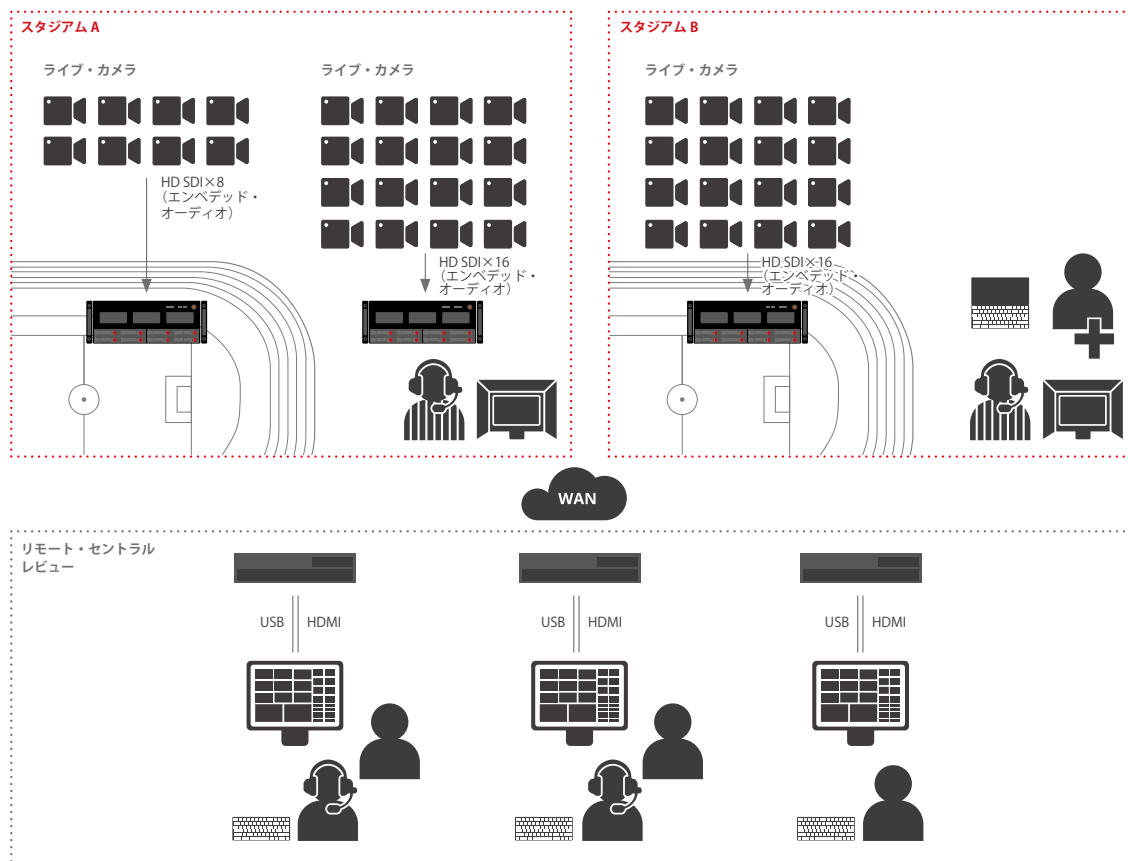 スタジアム A
ライブ・カメラ
ライブ・カメラ
HD SDI×8
（エンベデッド・
オーディオ）
HD SDI×16
（エンベデッド・
オーディオ）
スタジアム B
ライブ・カメラ
HD SDI×16
（エンベデッド・
オーディオ）
WAN
リモート・セントラル
レビュー
USB HDMI
USB HDMI
USB HDMI